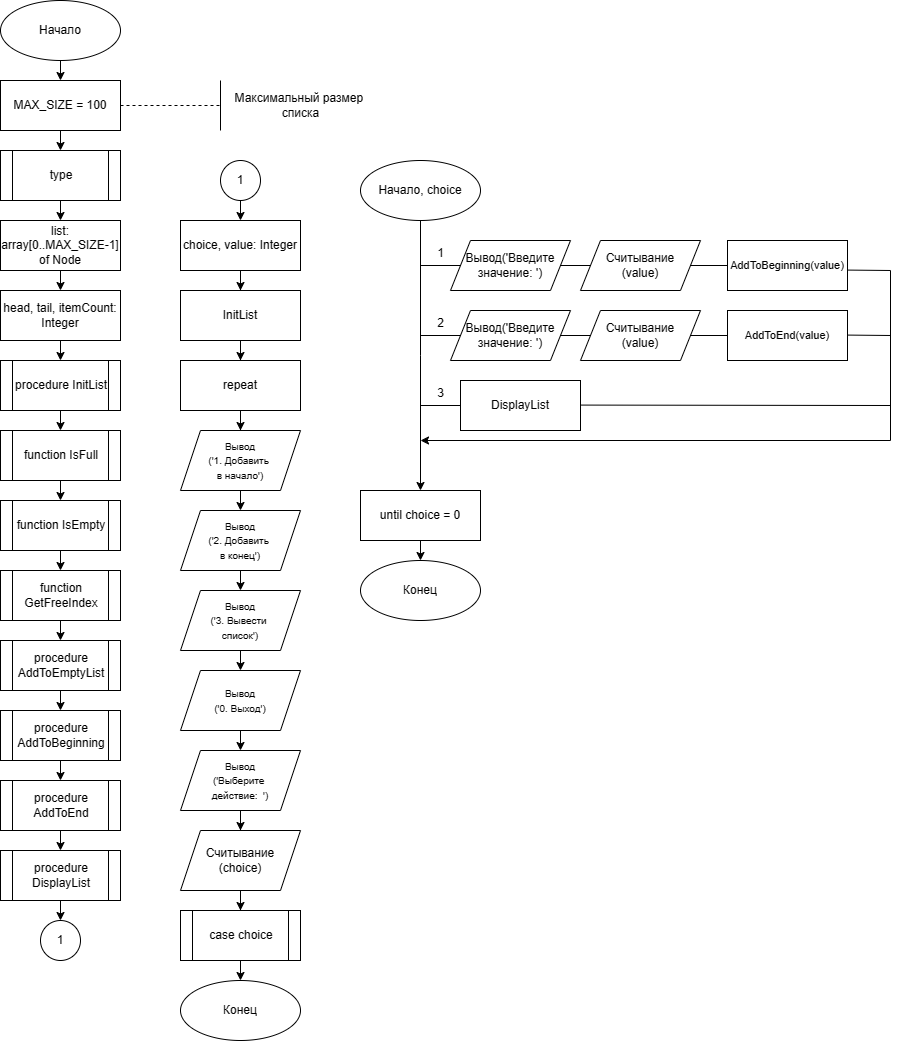 Начало
MAX_SIZE = 100
Максимальный размер
списка
type
list:
array[0..MAX_SIZE-1]
of Node
head, tail, itemCount:
Integer
procedure InitList
function IsFull
function IsEmpty
function
GetFreeIndex
procedure
AddToEmptyList
procedure
AddToBeginning
procedure
AddToEnd
procedure
DisplayList
1
1
choice, value: Integer
InitList
repeat
Вывод
('1. Добавить
в начало')
Вывод
('2. Добавить
в конец')
Вывод
('3. Вывести
список')
Вывод
('0. Выход')
Вывод
('Выберите
действие:  ')
Считывание
(choice)
case choice
Конец
Начало, choice
1
Вывод('Введите
значение: ')
Считывание
(value)
AddToBeginning(value)
2
Вывод('Введите
значение: ')
Считывание
(value)
AddToEnd(value)
3
DisplayList
until choice = 0
Конец